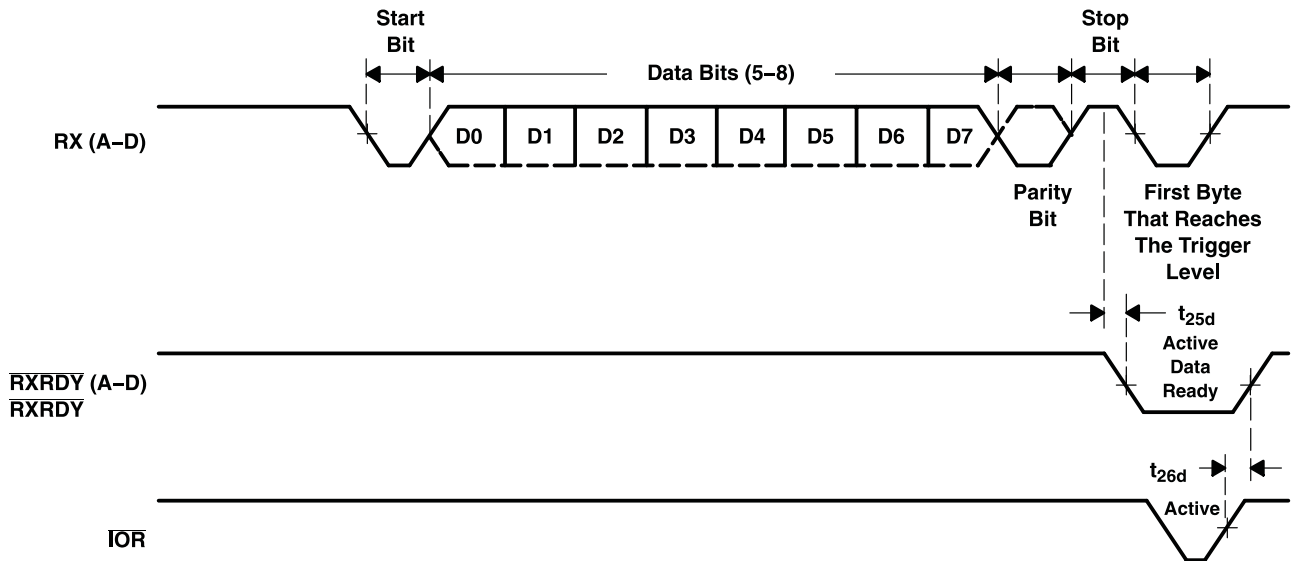 Start
Bit
Stop
Bit
Data Bits (5–8)
RX (A–D)
D0 D1 D2 D3 D4 D5 D6 D7
Parity
Bit
First Byte
That Reaches
The Trigger
Level
t25d
Active
Data
Ready
RXRDY (A–D)
RXRDY
t26d
Active
IOR